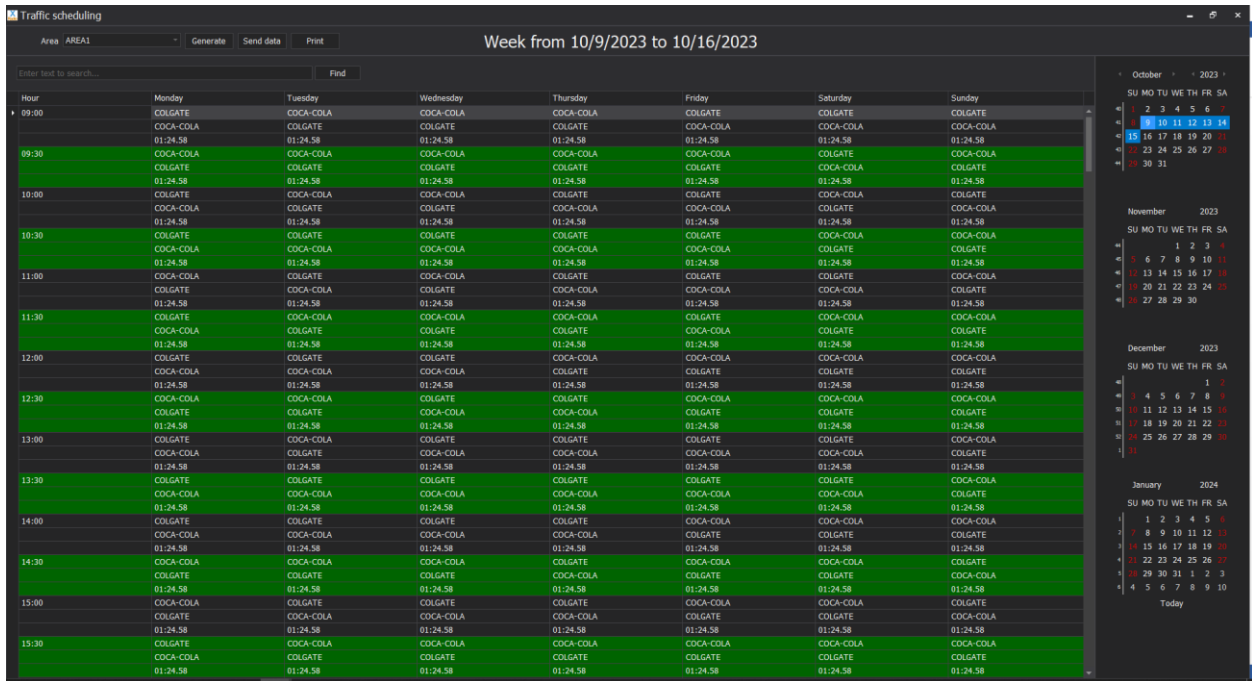 Traffic scheduling
Area AREA1 Generate Send data Print Week from 10/9/2023 to 10/16/2023
Enter text to search... Find
Hour Monday Tuesday Wednesday Thursday Friday Saturday Sunday
09:00 COLGATE COCA-COLA COCA-COLA COCA-COLA COLGATE COLGATE COLGATE
COCA-COLA COLGATE COLGATE COLGATE COCA-COLA COCA-COLA COCA-COLA
01:24.58 01:24.58 01:24.58 01:24.58 01:24.58 01:24.58 01:24.58
09:30 COCA-COLA COCA-COLA COCA-COLA COCA-COLA COCA-COLA COLGATE COCA-COLA
COLGATE COLGATE COLGATE COLGATE COLGATE COCA-COLA COLGATE
01:24.58 01:24.58 01:24.58 01:24.58 01:24.58 01:24.58 01:24.58
10:00 COLGATE COCA-COLA COCA-COLA COLGATE COCA-COLA COCA-COLA COCA-COLA
COCA-COLA COLGATE COLGATE COCA-COLA COLGATE COLGATE COLGATE
01:24.58 01:24.58 01:24.58 01:24.58 01:24.58 01:24.58 01:24.58
10:30 COLGATE COLGATE COLGATE COLGATE COLGATE COCA-COLA COCA-COLA
COCA-COLA COCA-COLA COCA-COLA COCA-COLA COCA-COLA COLGATE COLGATE
01:24.58 01:24.58 01:24.58 01:24.58 01:24.58 01:24.58 01:24.58
11:00 COCA-COLA COLGATE COCA-COLA COLGATE COCA-COLA COCA-COLA COLGATE
COLGATE COCA-COLA COLGATE COCA-COLA COLGATE COLGATE COCA-COLA
01:24.58 01:24.58 01:24.58 01:24.58 01:24.58 01:24.58 01:24.58
11:30 COLGATE COLGATE COCA-COLA COCA-COLA COCA-COLA COCA-COLA COCA-COLA
COCA-COLA COCA-COLA COLGATE COLGATE COLGATE COLGATE COLGATE
01:24.58 01:24.58 01:24.58 01:24.58 01:24.58 01:24.58 01:24.58
12:00 COLGATE COLGATE COLGATE COCA-COLA COCA-COLA COCA-COLA COCA-COLA
COCA-COLA COCA-COLA COCA-COLA COLGATE COLGATE COLGATE COLGATE
01:24.58 01:24.58 01:24.58 01:24.58 01:24.58 01:24.58 01:24.58
12:30 COCA-COLA COCA-COLA COLGATE COCA-COLA COCA-COLA COCA-COLA COCA-COLA
COLGATE COLGATE COCA-COLA COLGATE COLGATE COLGATE COLGATE
01:24.58 01:24.58 01:24.58 01:24.58 01:24.58 01:24.58 01:24.58
13:00 COLGATE COCA-COLA COLGATE COLGATE COLGATE COLGATE COLGATE
COCA-COLA COLGATE COCA-COLA COCA-COLA COCA-COLA COCA-COLA COCA-COLA
01:24.58 01:24.58 01:24.58 01:24.58 01:24.58 01:24.58 01:24.58
13:30 COLGATE COLGATE COLGATE COLGATE COLGATE COLGATE COLGATE
COCA-COLA COCA-COLA COCA-COLA COCA-COLA COCA-COLA COCA-COLA COCA-COLA
01:24.58 01:24.58 01:24.58 01:24.58 01:24.58 01:24.58 01:24.58
14:00 COLGATE COLGATE COLGATE COLGATE COLGATE COLGATE COLGATE
COCA-COLA COCA-COLA COCA-COLA COCA-COLA COCA-COLA COCA-COLA COCA-COLA
01:24.58 01:24.58 01:24.58 01:24.58 01:24.58 01:24.58 01:24.58
14:30 COCA-COLA COCA-COLA COCA-COLA COLGATE COCA-COLA COCA-COLA COLGATE
COLGATE COLGATE COLGATE COCA-COLA COLGATE COLGATE COCA-COLA
01:24.58 01:24.58 01:24.58 01:24.58 01:24.58 01:24.58 01:24.58
15:00 COCA-COLA COLGATE COLGATE COLGATE COCA-COLA COCA-COLA COLGATE
COLGATE COCA-COLA COCA-COLA COCA-COLA COLGATE COLGATE COCA-COLA
01:24.58 01:24.58 01:24.58 01:24.58 01:24.58 01:24.58 01:24.58
15:30 COLGATE COCA-COLA COCA-COLA COCA-COLA COCA-COLA COCA-COLA COCA-COLA
COCA-COLA COLGATE COLGATE COLGATE COLGATE COLGATE COLGATE
01:24.58 01:24.58 01:24.58 01:24.58 01:24.58 01:24.58 01:24.58
October 2023
SU MO TU WE TH FR SA
1 2 3 4 5 6 7
8 9 10 11 12 13 14
15 16 17 18 19 20 21
22 23 24 25 26 27 28
29 30 31
November 2023
SU MO TU WE TH FR SA
1 2 3 4
5 6 7 8 9 10 11
12 13 14 15 16 17 18
19 20 21 22 23 24 25
26 27 28 29 30
December 2023
SU MO TU WE TH FR SA
1 2
3 4 5 6 7 8 9
10 11 12 13 14 15 16
17 18 19 20 21 22 23
24 25 26 27 28 29 30
31
January 2024
SU MO TU WE TH FR SA
1 2 3 4 5 6
7 8 9 10 11 12 13
14 15 16 17 18 19 20
21 22 23 24 25 26 27
28 29 30 31 1 2 3
4 5 6 7 8 9 10
Today